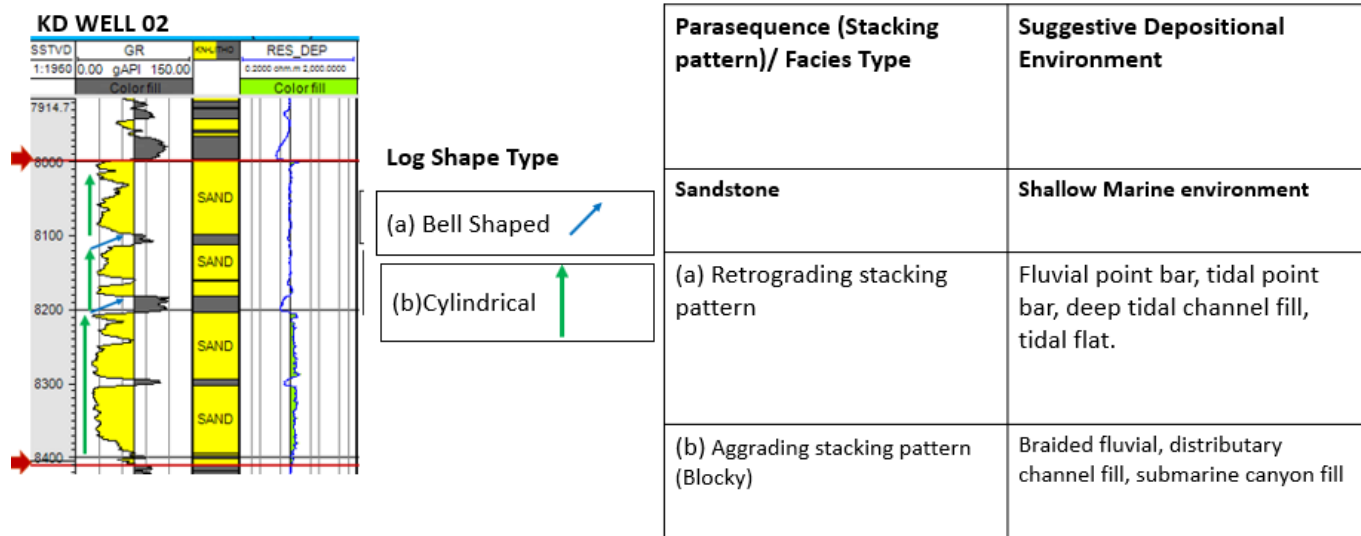 KD WELL 02
SSTVD GR KN-LITHO RES_DEP
1:1960 0.00 gAPI 150.00 0.2000 ohm.m 2,000.0000
Color fill Color fill
7914.7
8000
SAND
8100
SAND
8200
SAND
8300
SAND
8400
Log Shape Type
(a) Bell Shaped
(b)Cylindrical
Parasequence (Stacking
pattern)/ Facies Type
Suggestive Depositional
Environment
Sandstone
Shallow Marine environment
(a) Retrograding stacking
pattern
Fluvial point bar, tidal point
bar, deep tidal channel fill,
tidal flat.
(b) Aggrading stacking pattern
(Blocky)
Braided fluvial, distributary
channel fill, submarine canyon fill